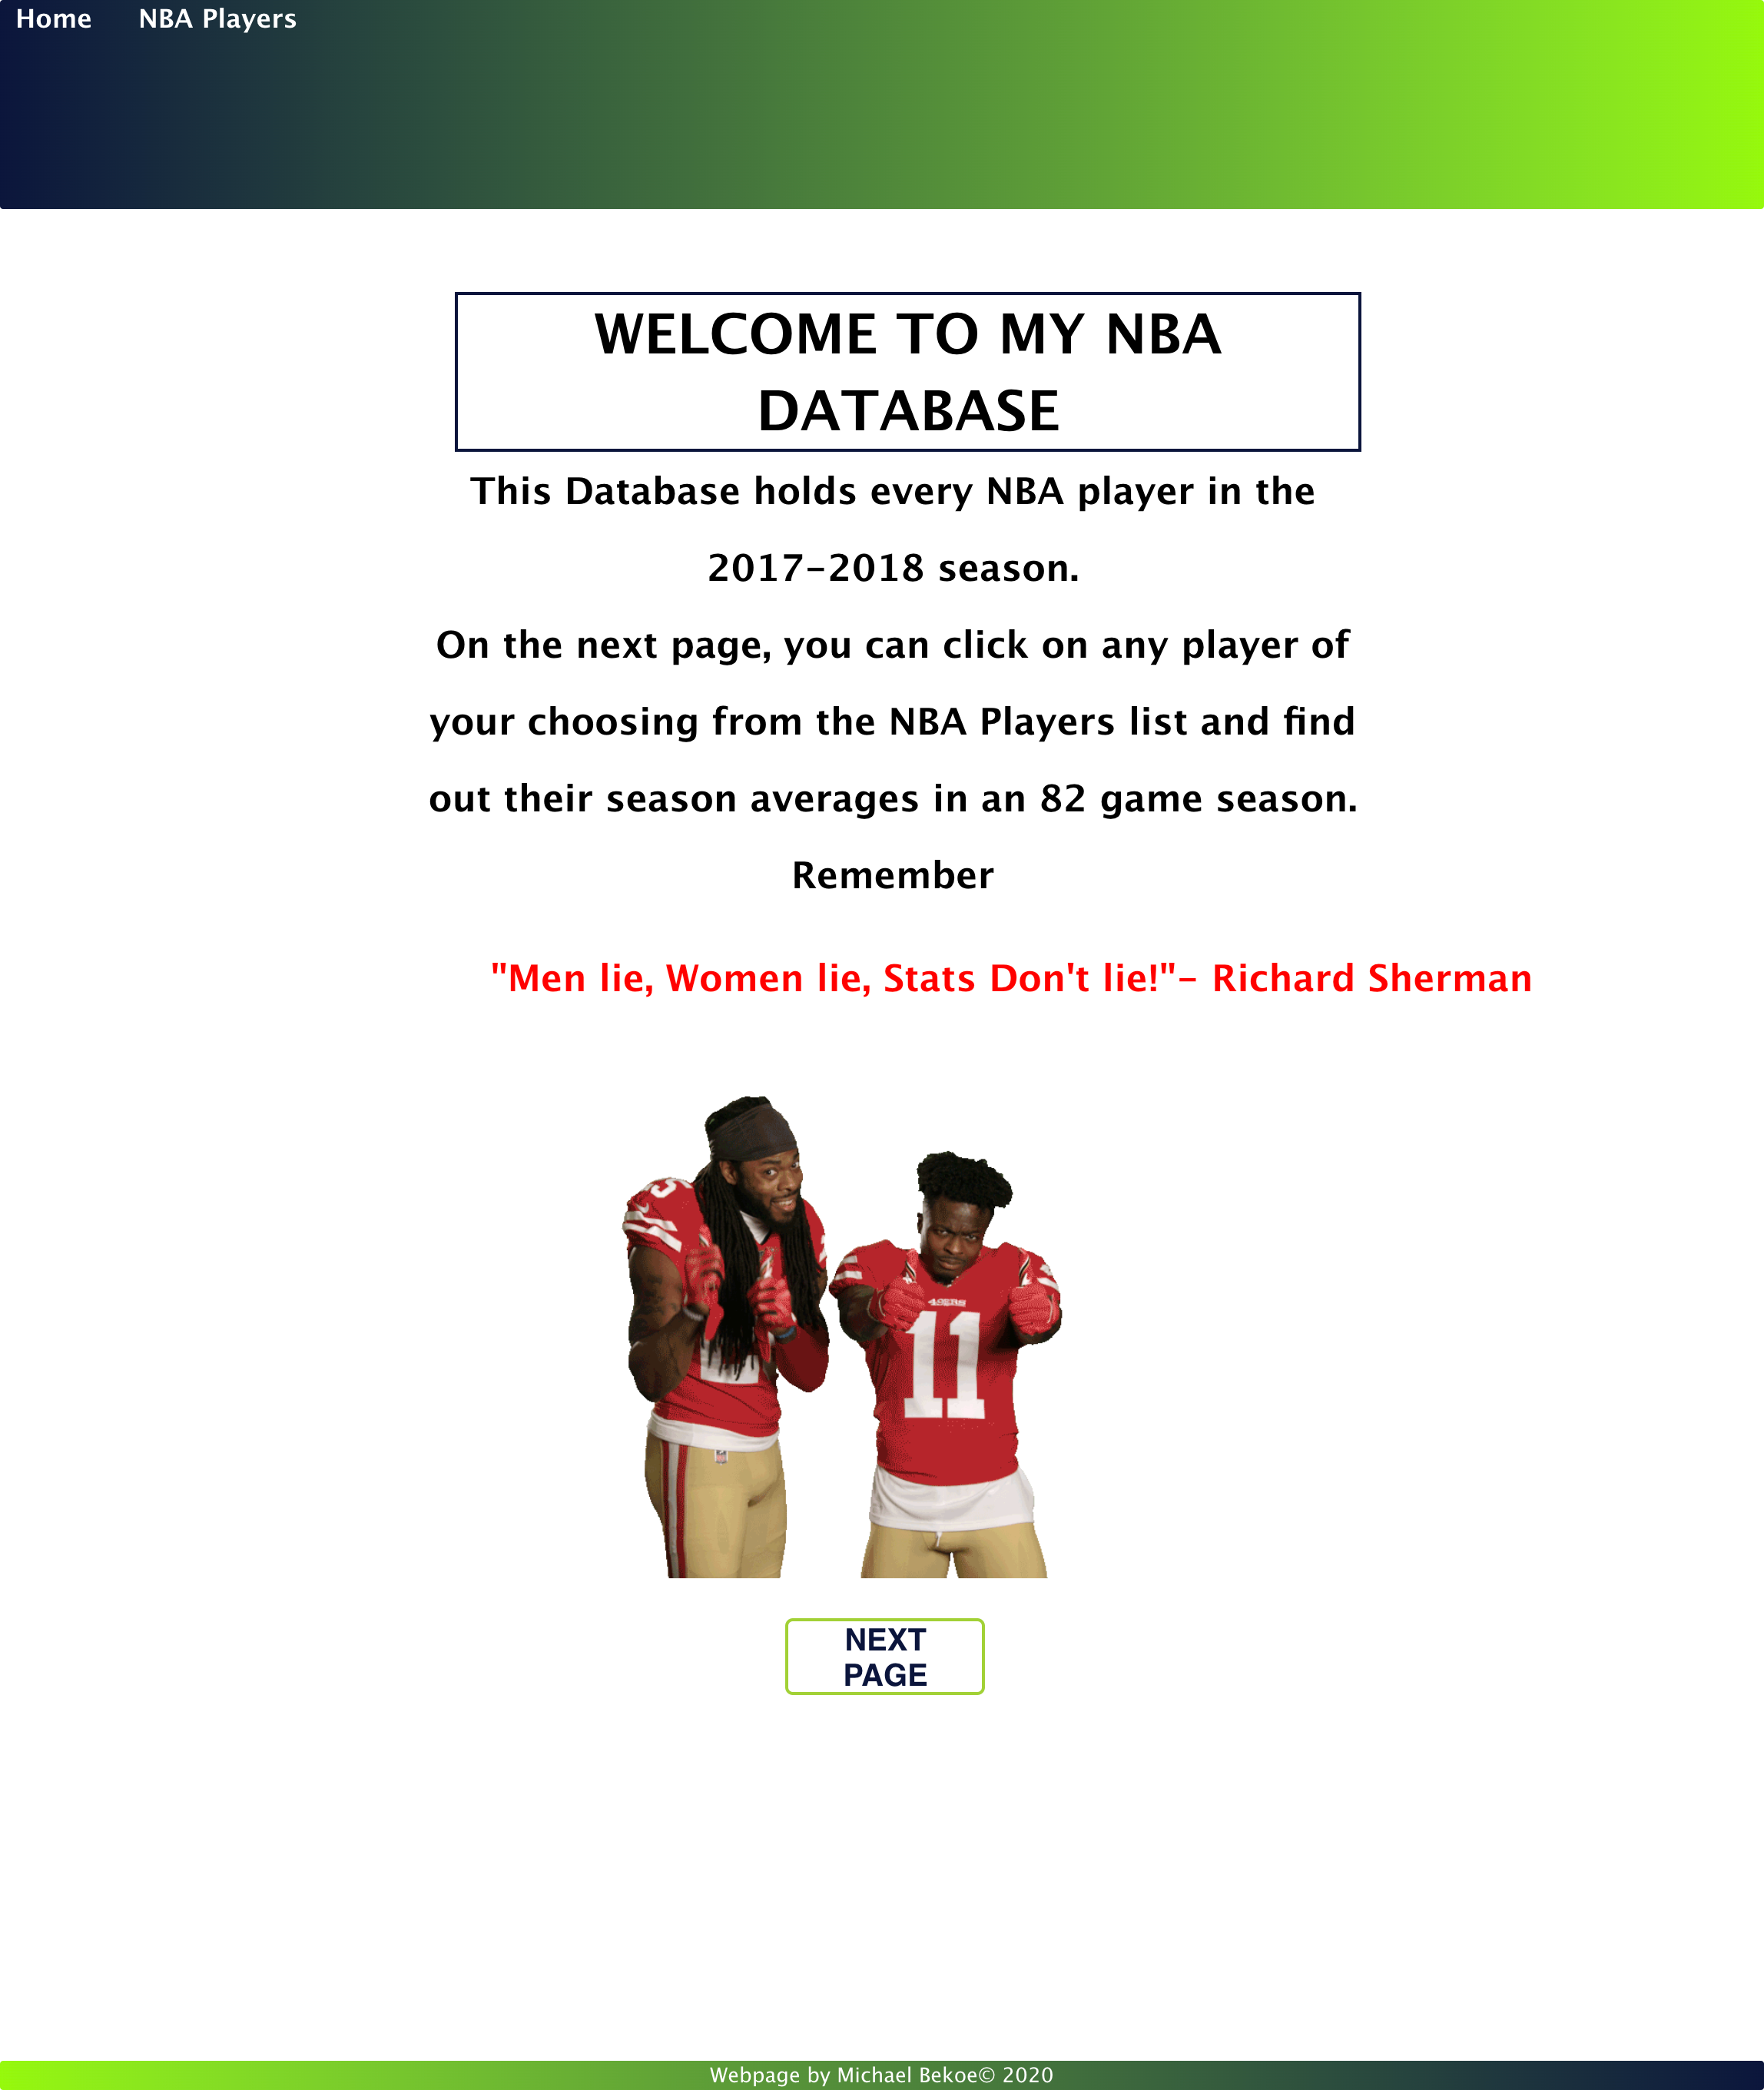 Home NBA Players
WELCOME TO MY NBA
DATABASE
This Database holds every NBA player in the
2017-2018 season.
On the next page, you can click on any player of
your choosing from the NBA Players list and find
out their season averages in an 82 game season.
Remember
"Men lie, Women lie, Stats Don't lie!"- Richard Sherman
49ERS
11
NEXT
PAGE
Webpage by Michael Bekoe© 2020